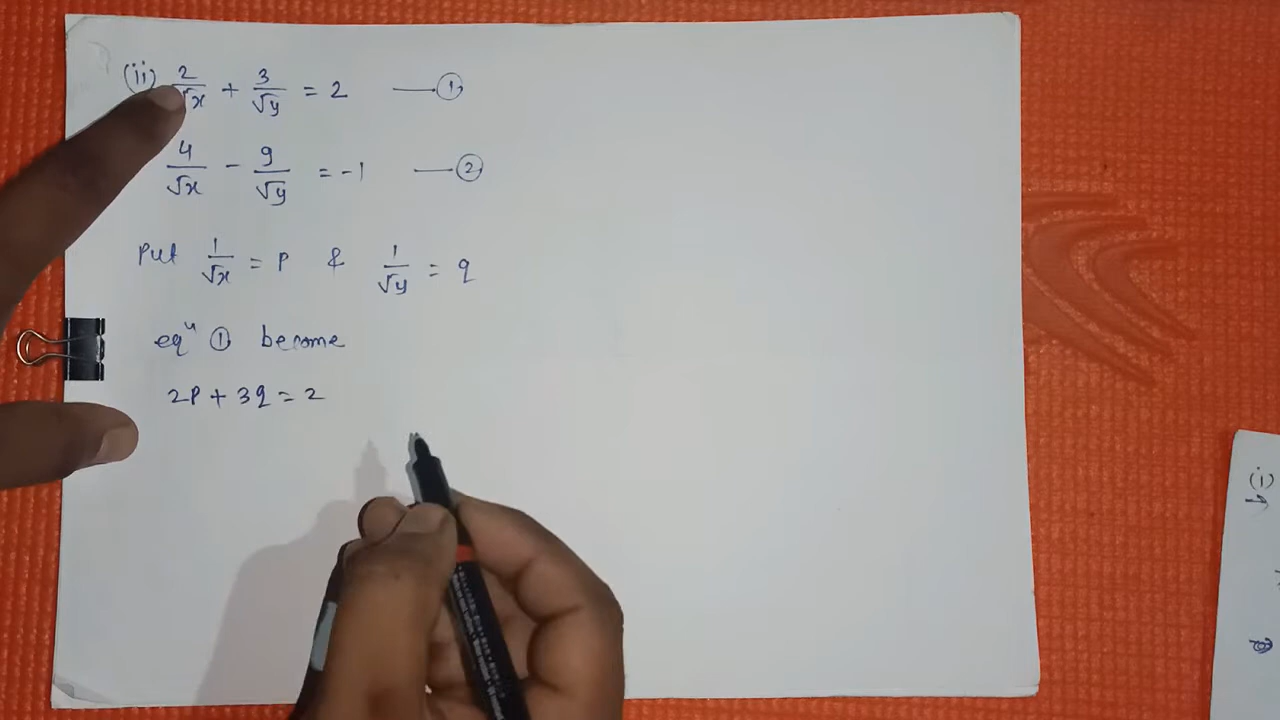 (ii) 2/√x + 3/√y = 2 —①
4/√x - 9/√y = -1 —②
Put 1/√x = p & 1/√y = q
eqⁿ ① become
2p + 3q = 2
(i)